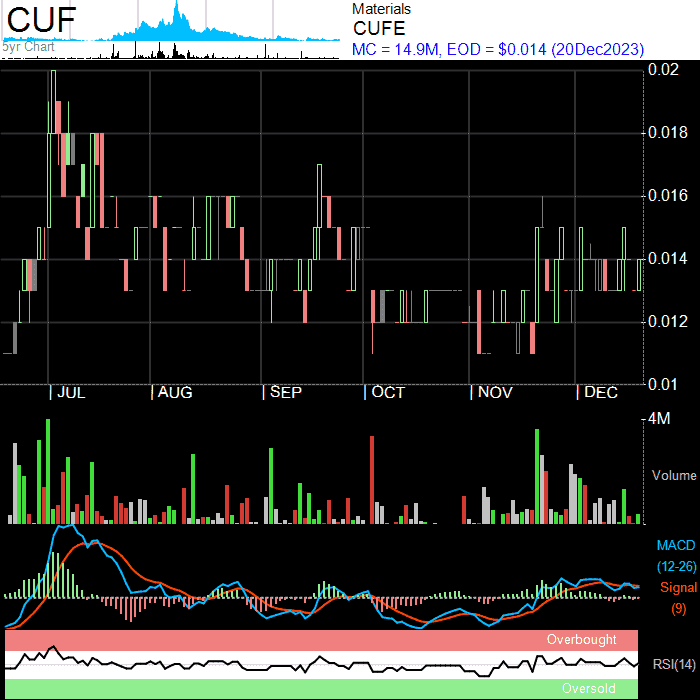 CUF
5yr Chart
Materials
CUFE
MC = 14.9M, EOD = $0.014 (20Dec2023)
0.02
0.018
0.016
0.014
0.012
0.01
JUL AUG SEP OCT NOV DEC
4M
Volume
MACD
(12-26)
Signal
(9)
Overbought
RSI(14)
Oversold